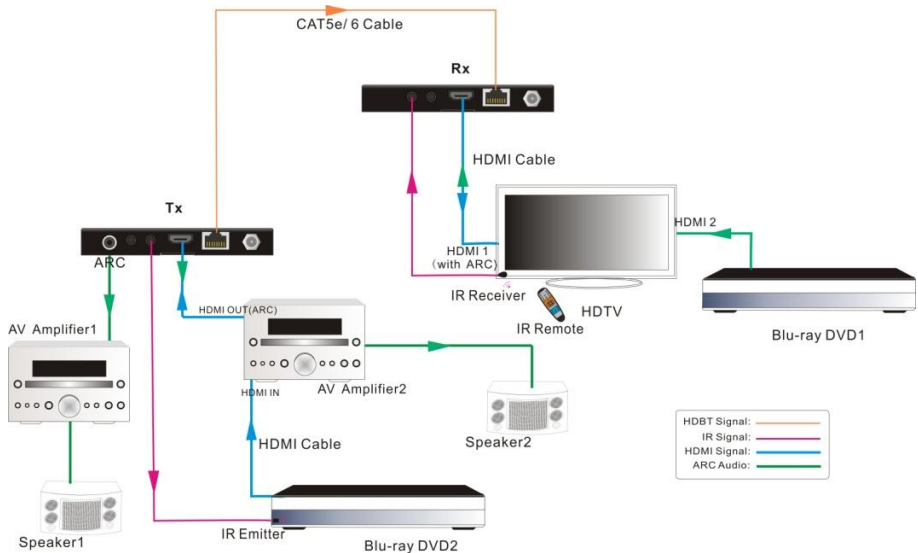 CAT5e/ 6 Cable
Rx
HDMI Cable
Tx
HDMI 2
HDMI 1
(with ARC)
ARC
IR Receiver
HDTV
IR Remote
HDMI OUT(ARC)
Blu-ray DVD1
AV Amplifier1
AV Amplifier2
HDMI IN
HDMI Cable
Speaker2
HDBT Signal:
IR Signal:
HDMI Signal:
ARC Audio:
Speaker1
IR Emitter
Blu-ray DVD2